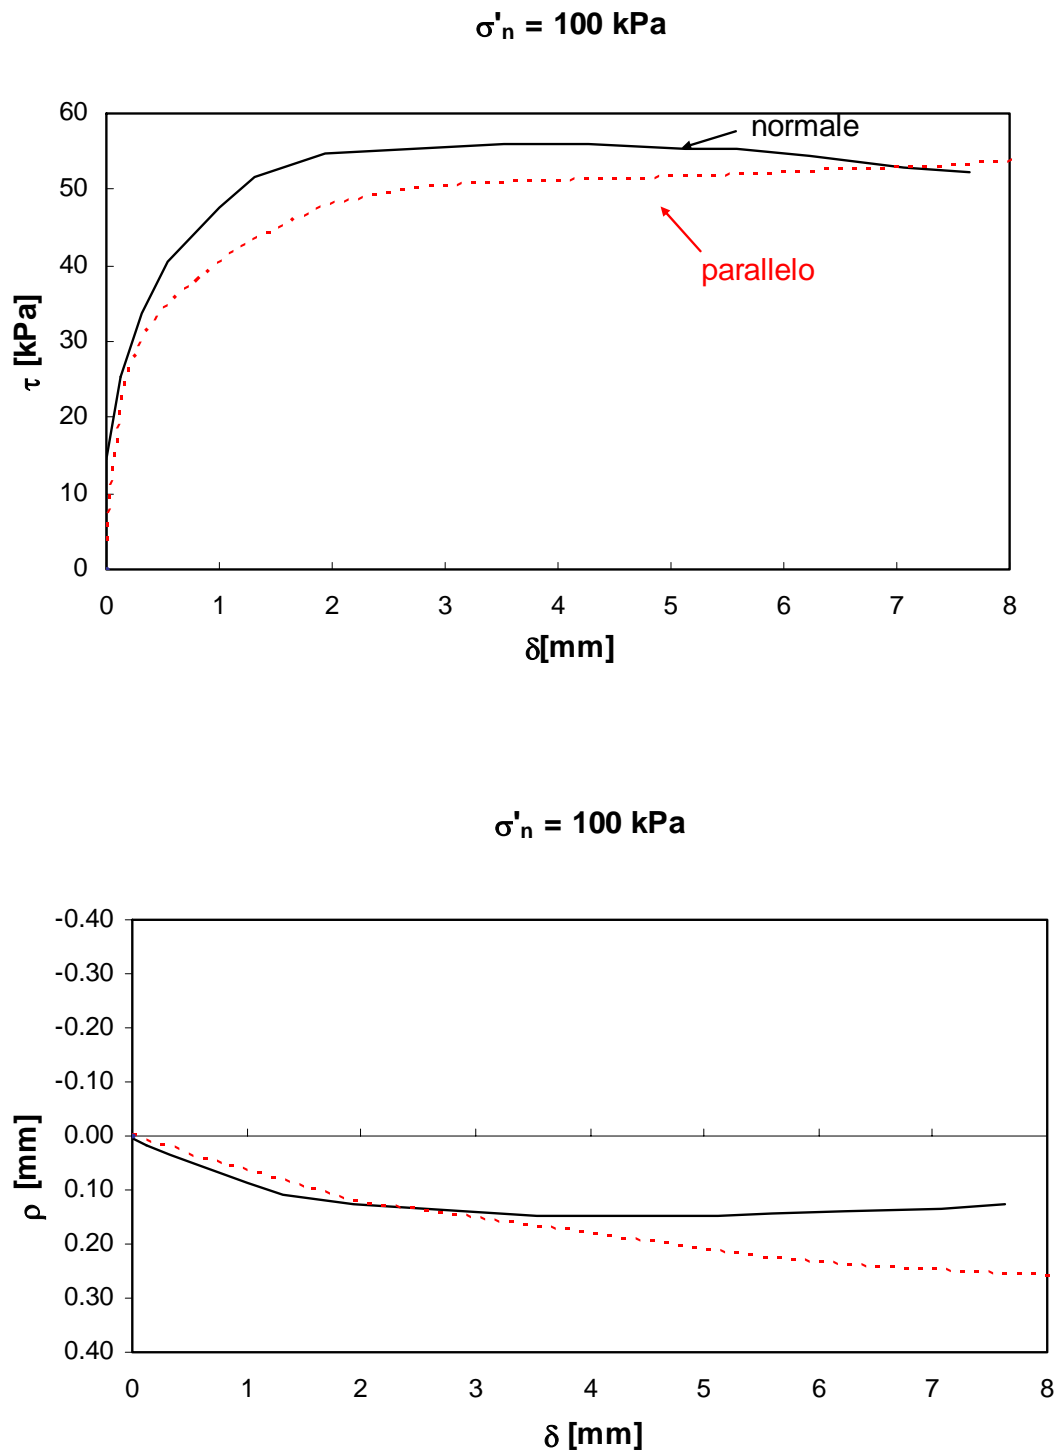 σ'n = 100 kPa
60
50
40
30
20
10
0
τ [kPa]
normale
parallelo
0 1 2 3 4 5 6 7 8
δ[mm]
σ'n = 100 kPa
-0.40
-0.30
-0.20
-0.10
0.00
0.10
0.20
0.30
0.40
ρ [mm]
0 1 2 3 4 5 6 7 8
δ [mm]